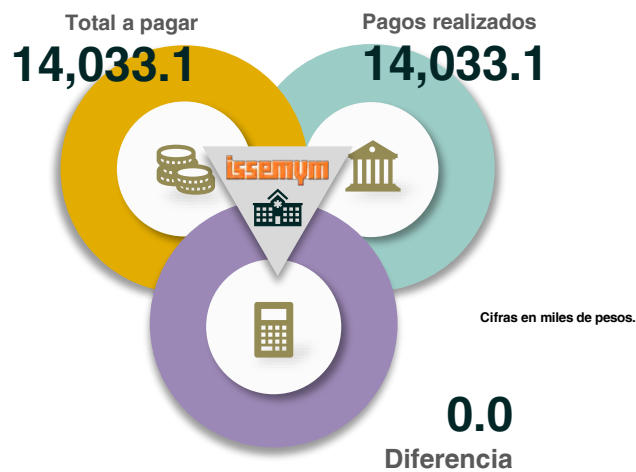 Total a pagar
14,033.1
Pagos realizados
14,033.1
issemym
Cifras en miles de pesos.
0.0
Diferencia